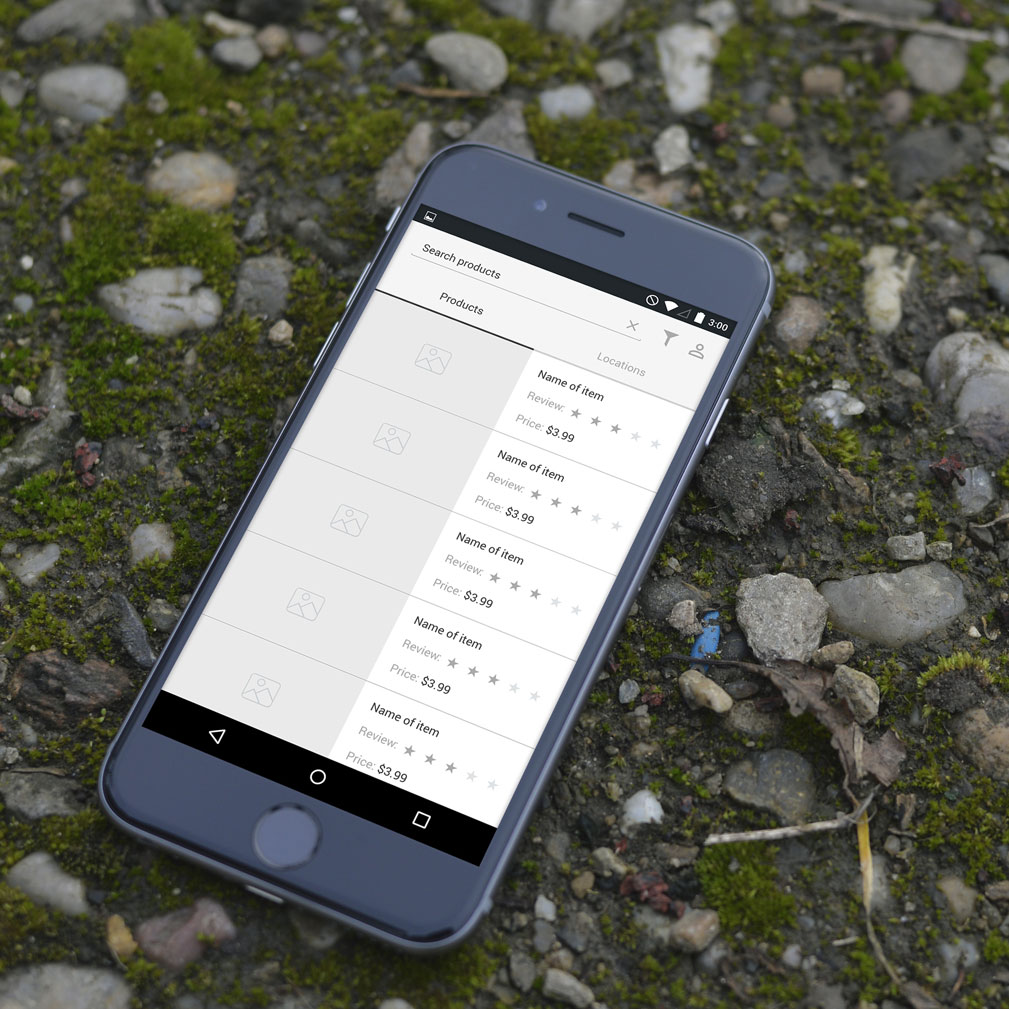 3:00
Search products
Products
Locations
Name of item
Review:
Price: $3.99
Name of item
Review:
Price: $3.99
Name of item
Review:
Price: $3.99
Name of item
Review:
Price: $3.99
Name of item
Review:
Price: $3.99